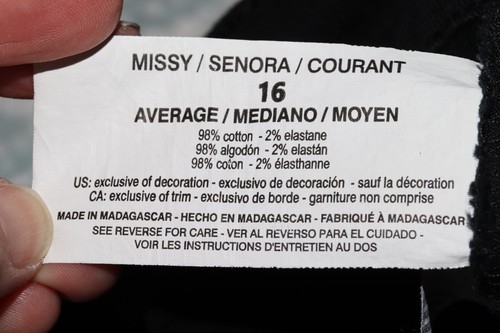 MISSY / SENORA / COURANT
16
AVERAGE / MEDIANO / MOYEN
98% cotton - 2% elastane
98% algodón - 2% elastán
98% coton - 2% élasthanne
US: exclusive of decoration - exclusivo de decoración - sauf la décoration
CA: exclusive of trim - exclusivo de borde - garniture non comprise
MADE IN MADAGASCAR - HECHO EN MADAGASCAR - FABRIQUÉ À MADAGASCAR
SEE REVERSE FOR CARE - VER AL REVERSO PARA EL CUIDADO -
VOIR LES INSTRUCTIONS D'ENTRETIEN AU DOS